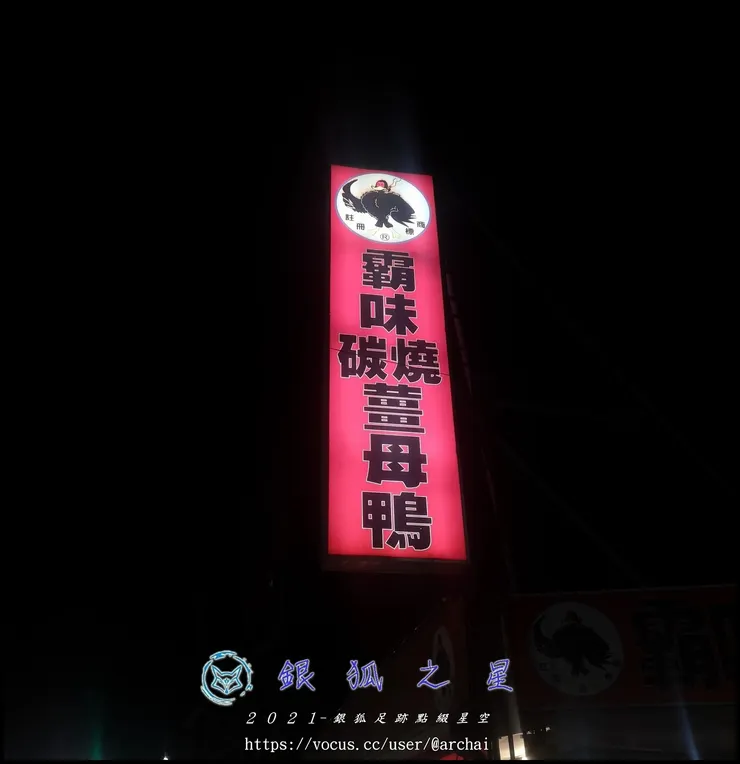 註冊商標
®
霸味
碳燒
薑母鴨
銀狐之星
2021-銀狐足跡點綴星空
https://vocus.cc/user/@archai